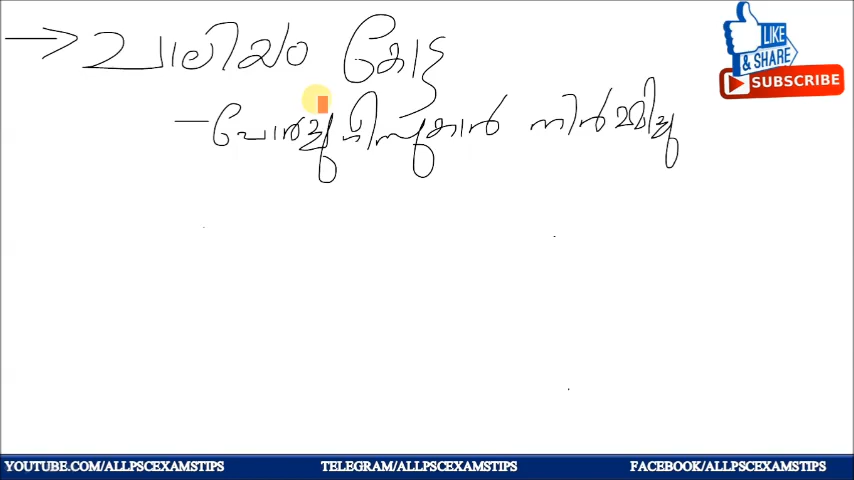 → ചാലിയം കോട്ട
LIKE & SHARE
SUBSCRIBE
- പോർച്ചുഗീസുകാർ നിർമ്മിച്ചു
YOUTUBE.COM/ALLPSCEXAMSTIPS TELEGRAM/ALLPSCEXAMSTIPS FACEBOOK/ALLPSCEXAMSTIPS